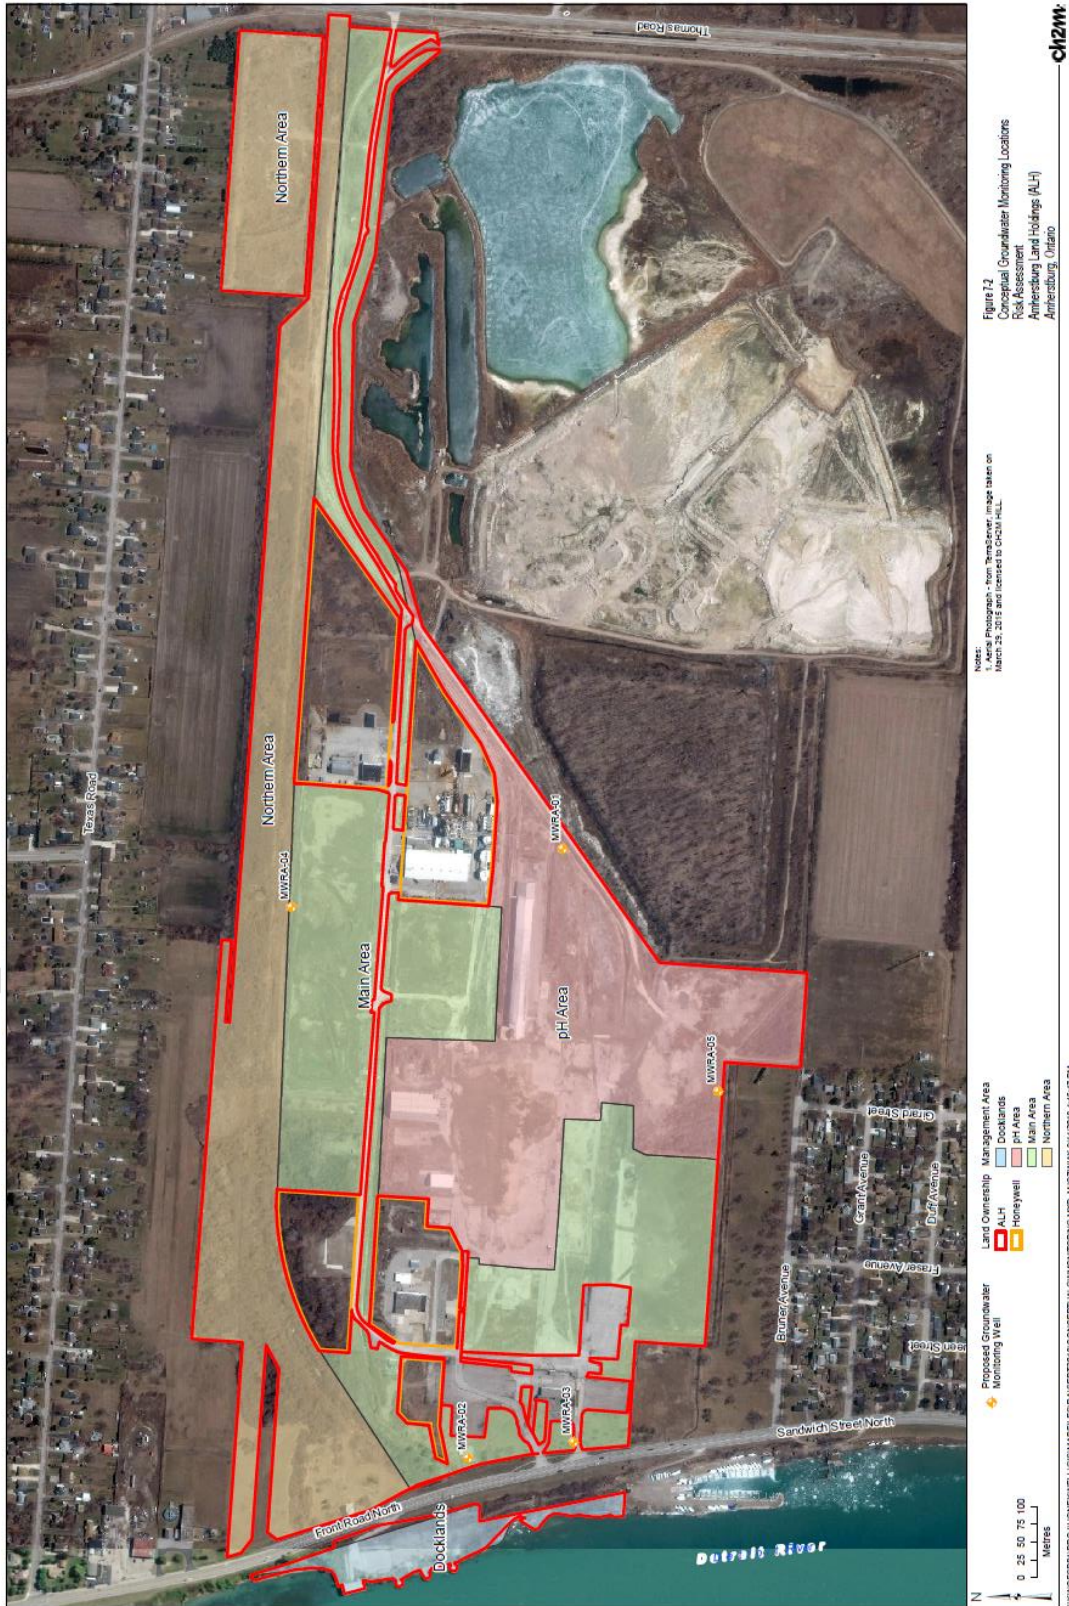 Thomas Road
Northern Area
Texas Road
Northern Area
MWRA-04
Main Area
MWRA-01
pH Area
MWRA-05
MWRA-02
MWRA-03
Front Road North
Docklands
Sandwich Street North
Detroit River
Bruner Avenue
Grant Avenue
Duff Avenue
Girard Street
Fraser Avenue
Street
N
0 25 50 75 100
Metres
Proposed Groundwater
Monitoring Well
Land Ownership
ALH
Honeywell
Management Area
Docklands
pH Area
Main Area
Northern Area
Notes:
1. Aerial Photograph - from TerraServer, image taken on
March 29, 2015 and licensed to CH2M HILL.
Figure 7-2
Conceptual Groundwater Monitoring Locations
Risk Assessment
Amherstburg Land Holdings (ALH)
Amherstburg, Ontario
ch2m: